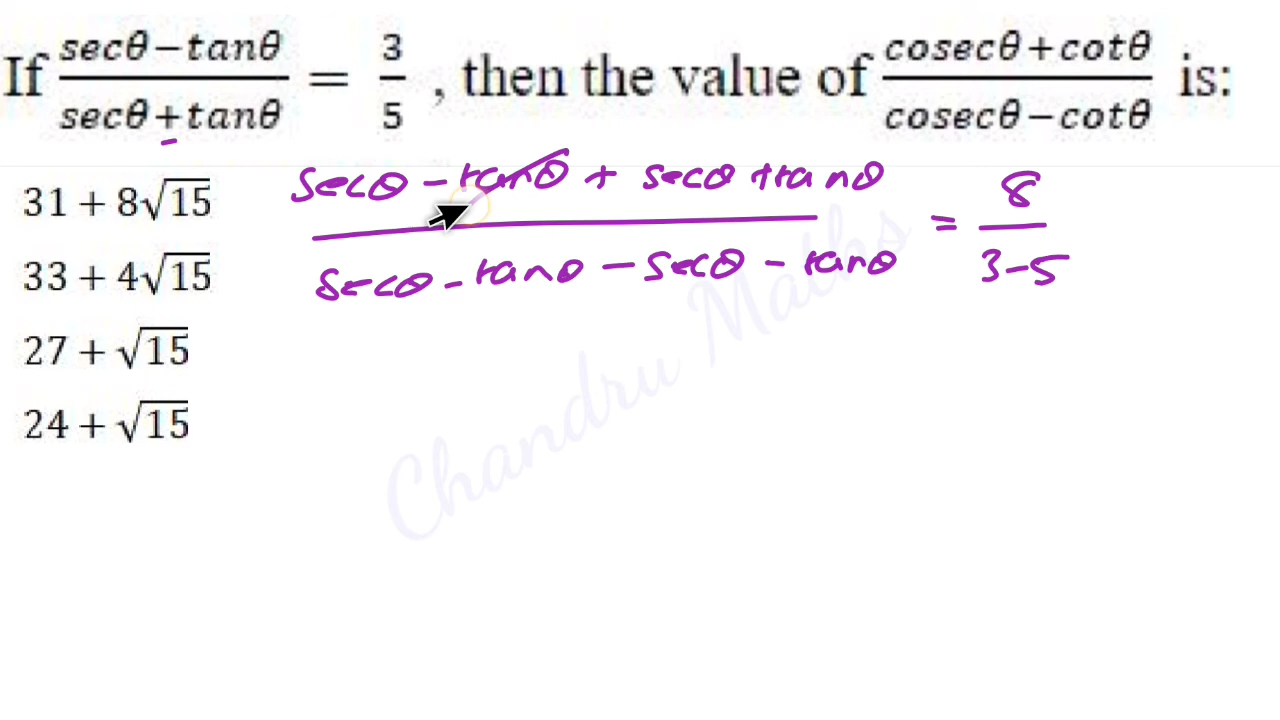 If (secθ−tanθ)/(secθ+tanθ) = 3/5 , then the value of (cosecθ+cotθ)/(cosecθ−cotθ) is:
31 + 8√15
33 + 4√15
27 + √15
24 + √15
(secθ − tanθ + secθ + tanθ)/(secθ − tanθ − secθ − tanθ) = 8/(3−5)
Chandru Maths